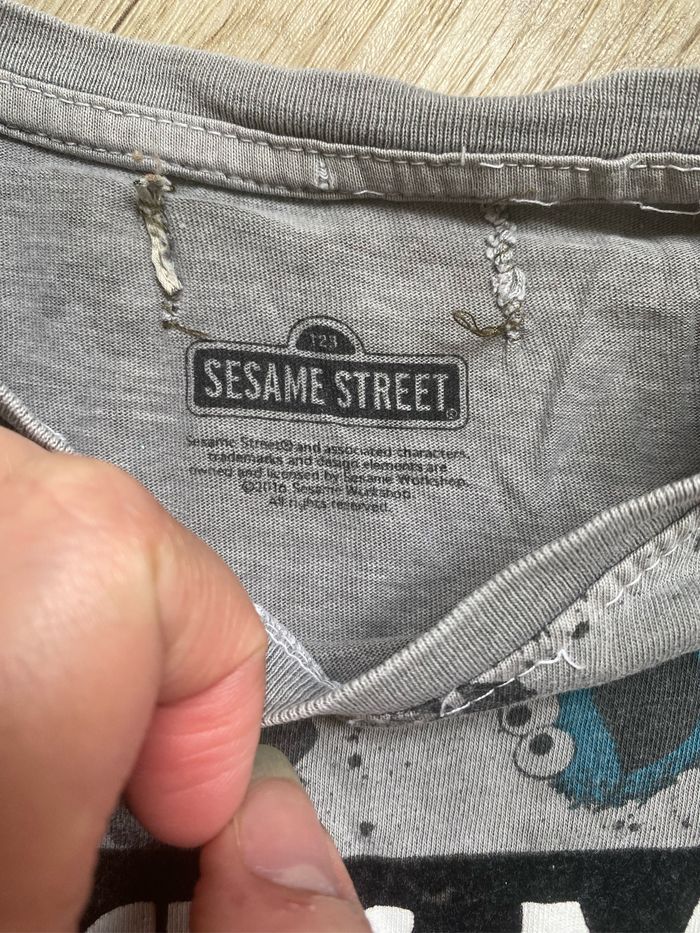 123
SESAME STREET®
Sesame Street® and associated characters,
trademarks and design elements are
owned and licensed by Sesame Workshop.
©2016 Sesame Workshop.
All rights reserved.